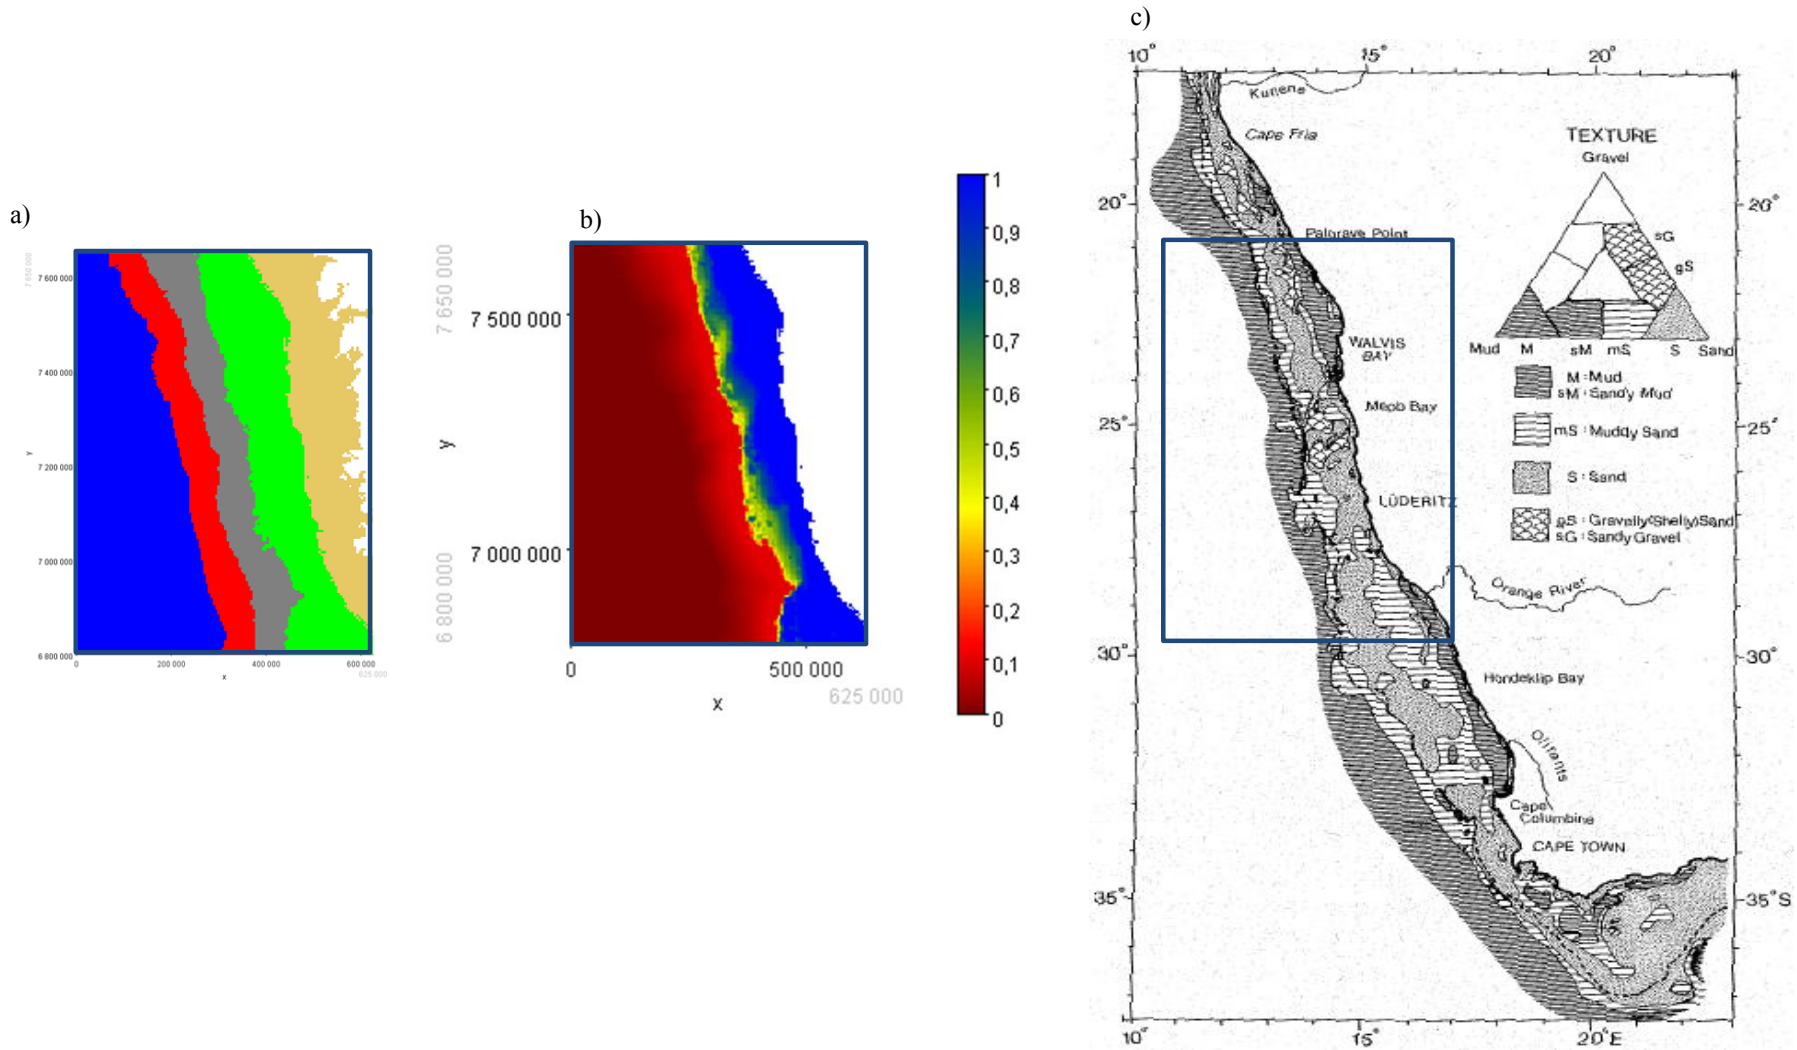 a)
7 650 000
7 600 000
7 400 000
y
7 200 000
7 000 000
6 800 000
0
200 000
400 000
600 000
x
625 000
b)
7 650 000
7 500 000
y
7 000 000
6 800 000
0
500 000
625 000
x
1
0,9
0,8
0,7
0,6
0,5
0,4
0,3
0,2
0,1
0
c)
10°
15°
20°
Kunene
Cape Fria
TEXTURE
Gravel
20°
20°
sG
gS
Palgrave Point
Mud M sM mS S Sand
WALVIS
BAY
M : Mud
sM : Sandy Mud
Meob Bay
25°
25°
mS : Muddy Sand
S : Sand
LÜDERITZ
gS : Gravelly(Shelly)Sand
sG : Sandy Gravel
Orange River
30°
30°
Hondeklip Bay
Olifants
Cape
Columbine
CAPE TOWN
35°
35°S
10°
15°
20°E